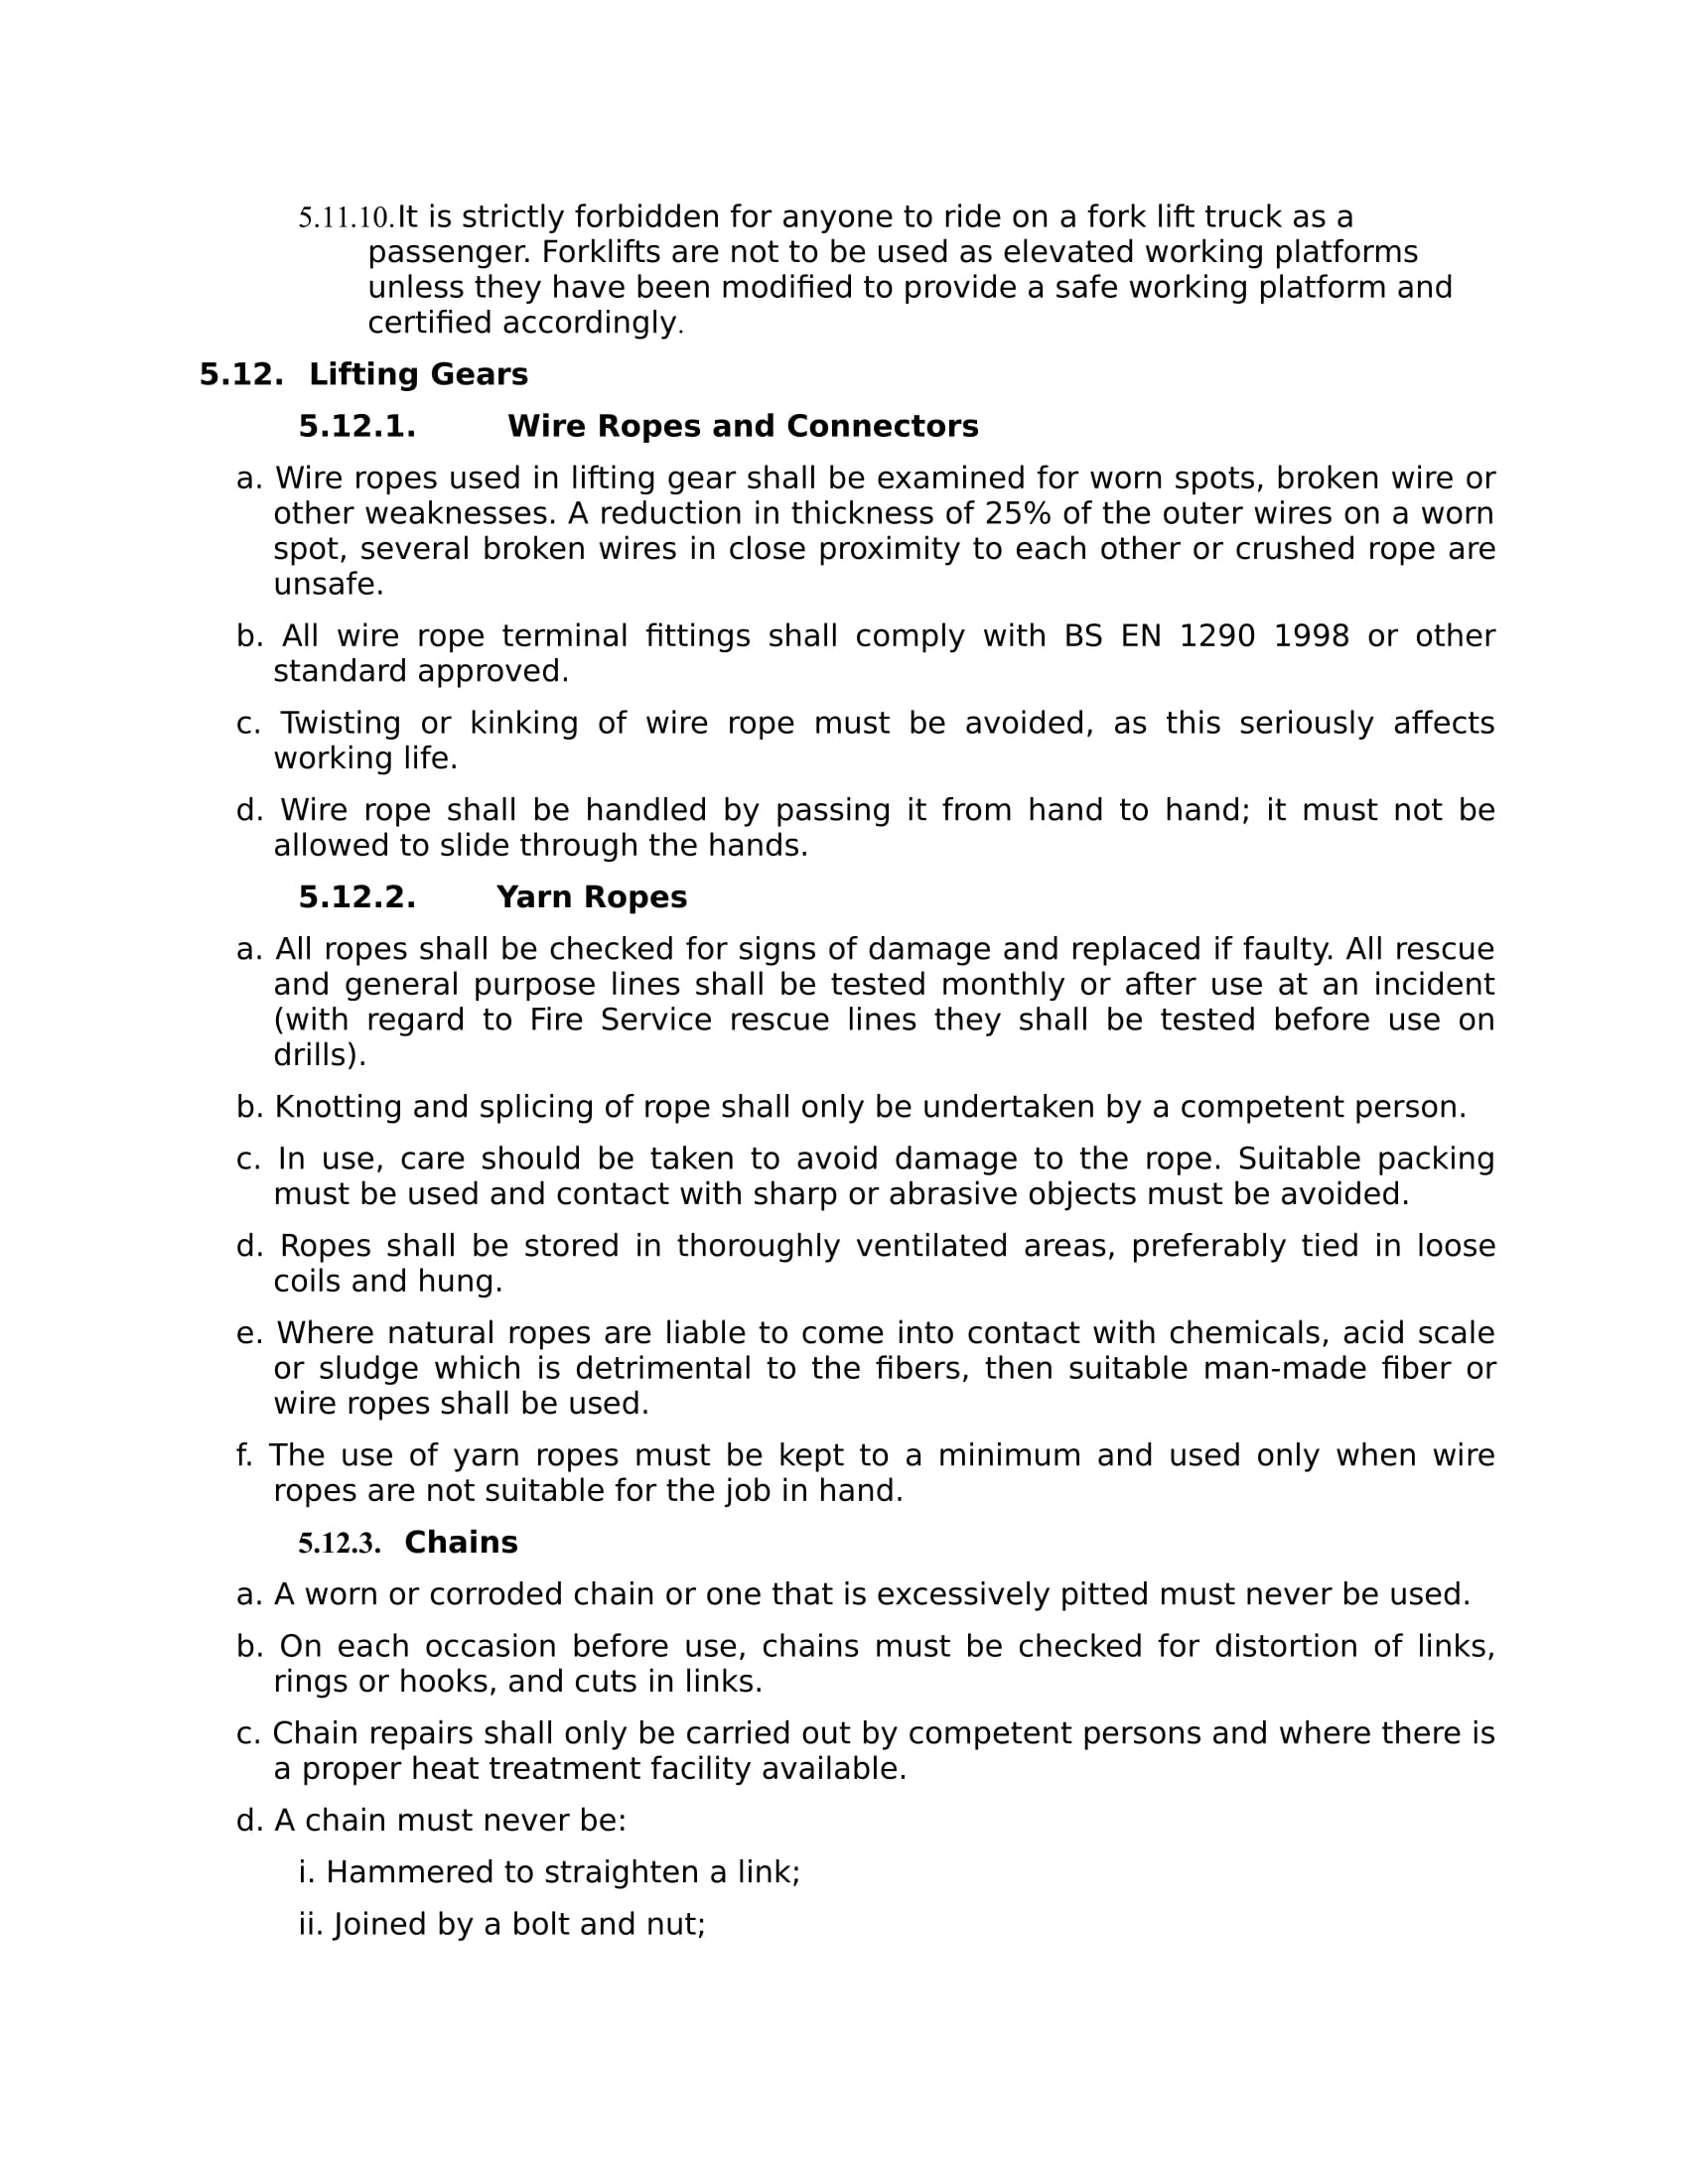 5.11.10.It is strictly forbidden for anyone to ride on a fork lift truck as a
passenger. Forklifts are not to be used as elevated working platforms
unless they have been modified to provide a safe working platform and
certified accordingly.
5.12. Lifting Gears
5.12.1. Wire Ropes and Connectors
a. Wire ropes used in lifting gear shall be examined for worn spots, broken wire or
other weaknesses. A reduction in thickness of 25% of the outer wires on a worn
spot, several broken wires in close proximity to each other or crushed rope are
unsafe.
b. All wire rope terminal fittings shall comply with BS EN 1290 1998 or other
standard approved.
c. Twisting or kinking of wire rope must be avoided, as this seriously affects
working life.
d. Wire rope shall be handled by passing it from hand to hand; it must not be
allowed to slide through the hands.
5.12.2. Yarn Ropes
a. All ropes shall be checked for signs of damage and replaced if faulty. All rescue
and general purpose lines shall be tested monthly or after use at an incident
(with regard to Fire Service rescue lines they shall be tested before use on
drills).
b. Knotting and splicing of rope shall only be undertaken by a competent person.
c. In use, care should be taken to avoid damage to the rope. Suitable packing
must be used and contact with sharp or abrasive objects must be avoided.
d. Ropes shall be stored in thoroughly ventilated areas, preferably tied in loose
coils and hung.
e. Where natural ropes are liable to come into contact with chemicals, acid scale
or sludge which is detrimental to the fibers, then suitable man-made fiber or
wire ropes shall be used.
f. The use of yarn ropes must be kept to a minimum and used only when wire
ropes are not suitable for the job in hand.
5.12.3. Chains
a. A worn or corroded chain or one that is excessively pitted must never be used.
b. On each occasion before use, chains must be checked for distortion of links,
rings or hooks, and cuts in links.
c. Chain repairs shall only be carried out by competent persons and where there is
a proper heat treatment facility available.
d. A chain must never be:
i. Hammered to straighten a link;
ii. Joined by a bolt and nut;